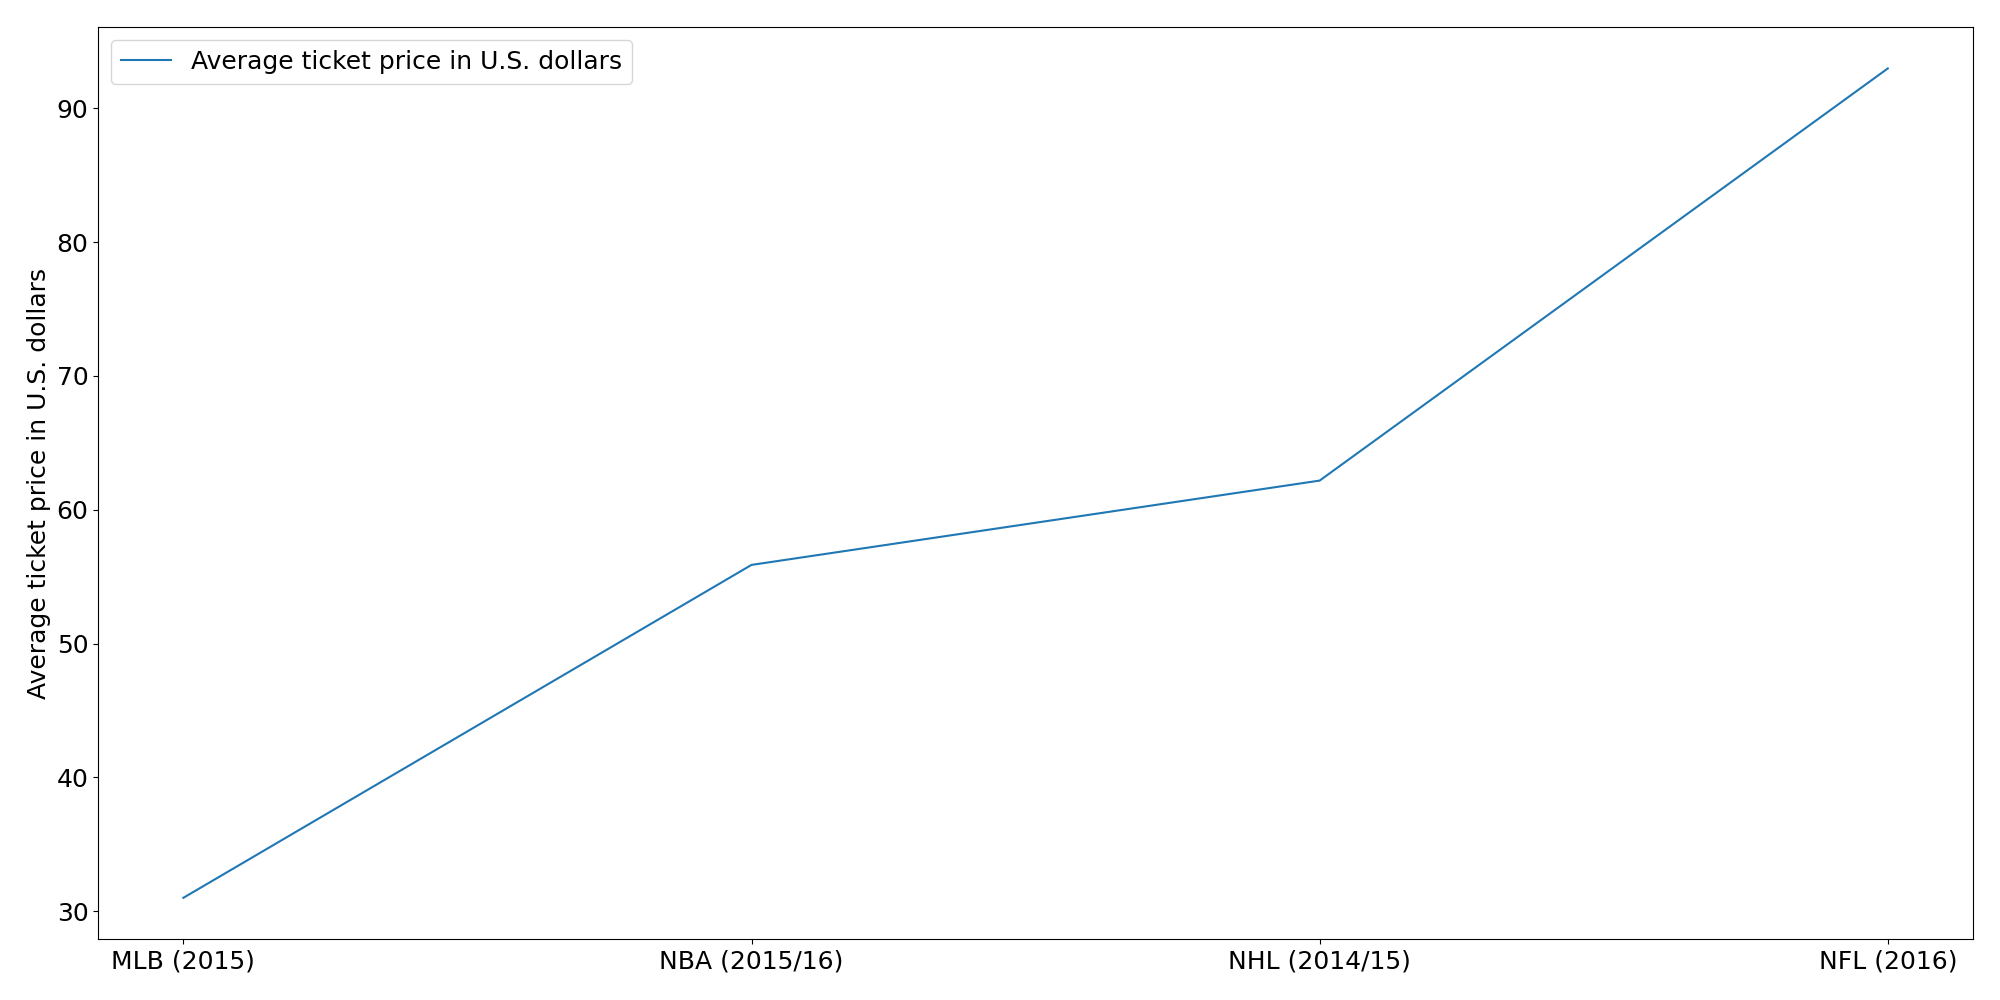 Average ticket price in U.S. dollars
Average ticket price in U.S. dollars
90
80
70
60
50
40
30
MLB (2015)
NBA (2015/16)
NHL (2014/15)
NFL (2016)